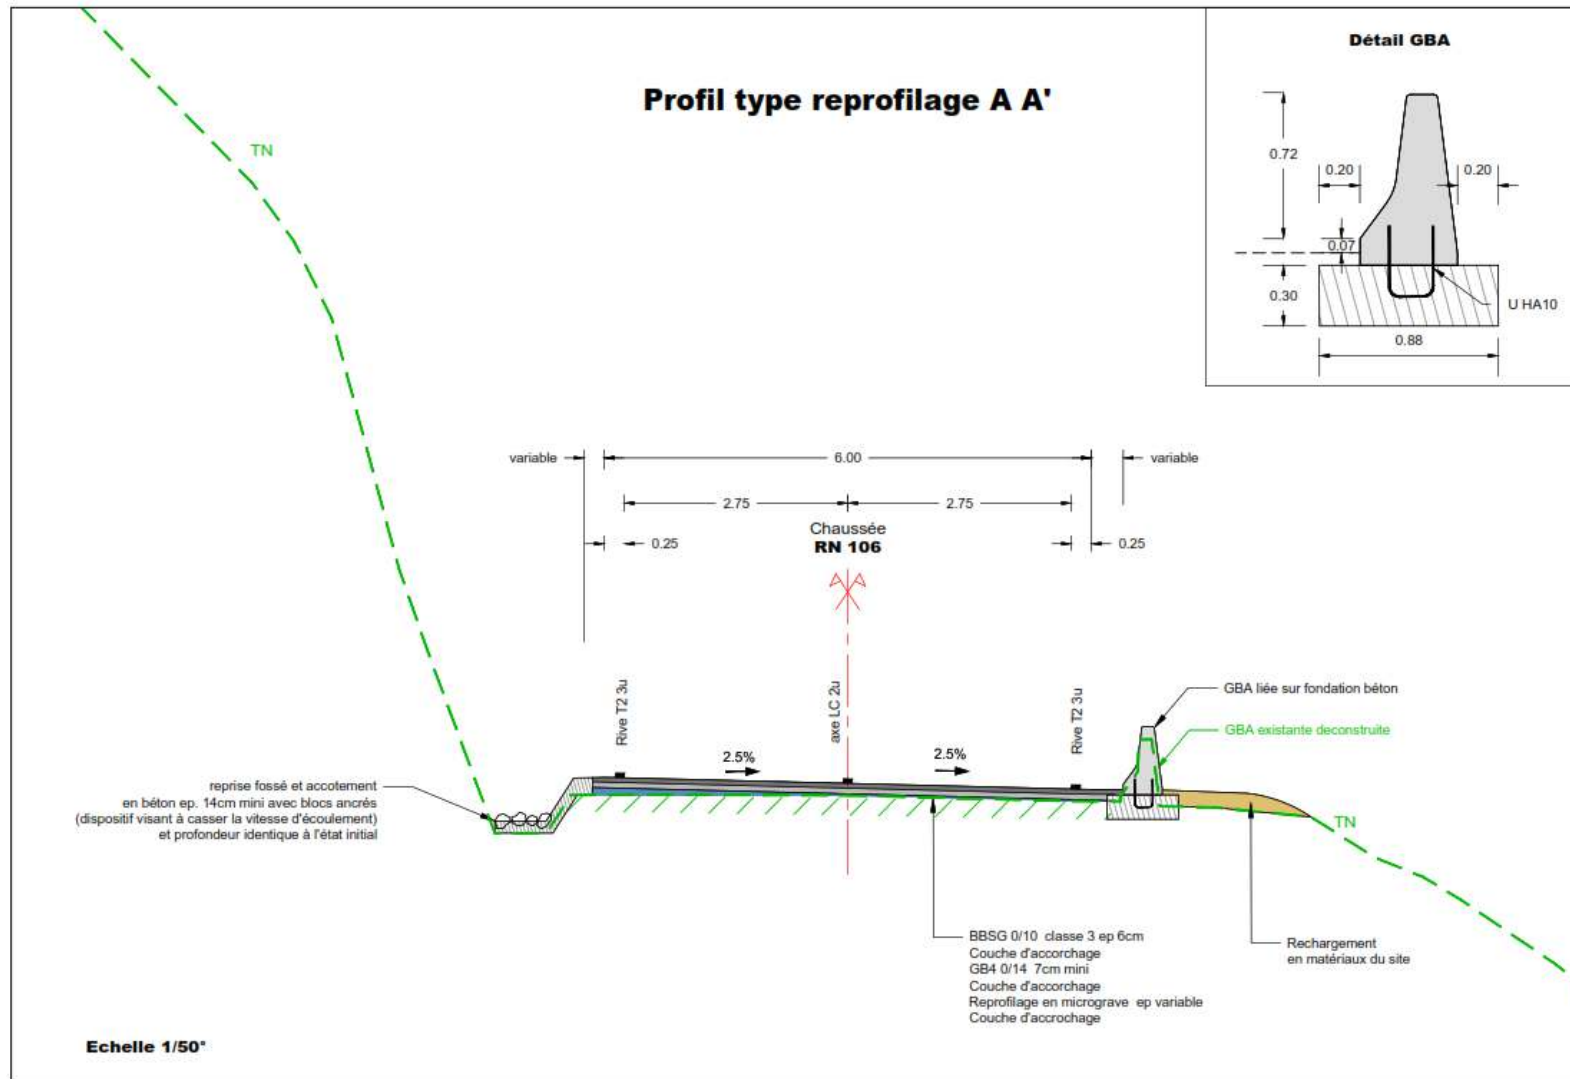 Détail GBA
Profil type reprofilage A A'
TN
0.72
0.20
0.20
0.07
0.30
U HA10
0.88
variable
6.00
variable
2.75
2.75
Chaussée
RN 106
0.25
0.25
Rive T2 3u
axe LC 2u
Rive T2 3u
GBA liée sur fondation béton
GBA existante deconstruite
2.5%
2.5%
reprise fossé et accotement
en béton ep. 14cm mini avec blocs ancrés
(dispositif visant à casser la vitesse d'écoulement)
et profondeur identique à l'état initial
TN
BBSG 0/10 classe 3 ep 6cm
Couche d'accorchage
GB4 0/14 7cm mini
Couche d'accorchage
Reprofilage en micrograve ep variable
Couche d'accrochage
Rechargement
en matériaux du site
Echelle 1/50°